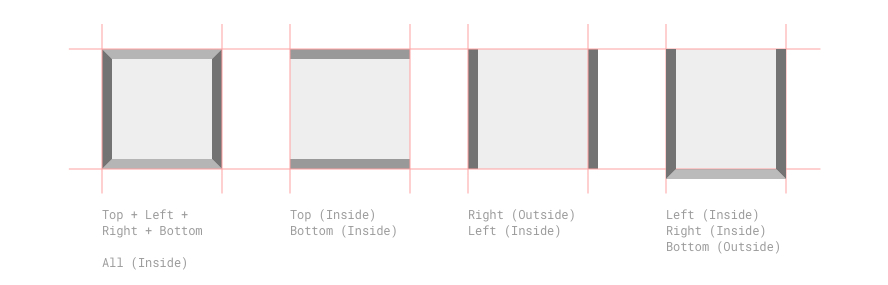 Top + Left +
Right + Bottom
All (Inside)
Top (Inside)
Bottom (Inside)
Right (Outside)
Left (Inside)
Left (Inside)
Right (Inside)
Bottom (Outside)